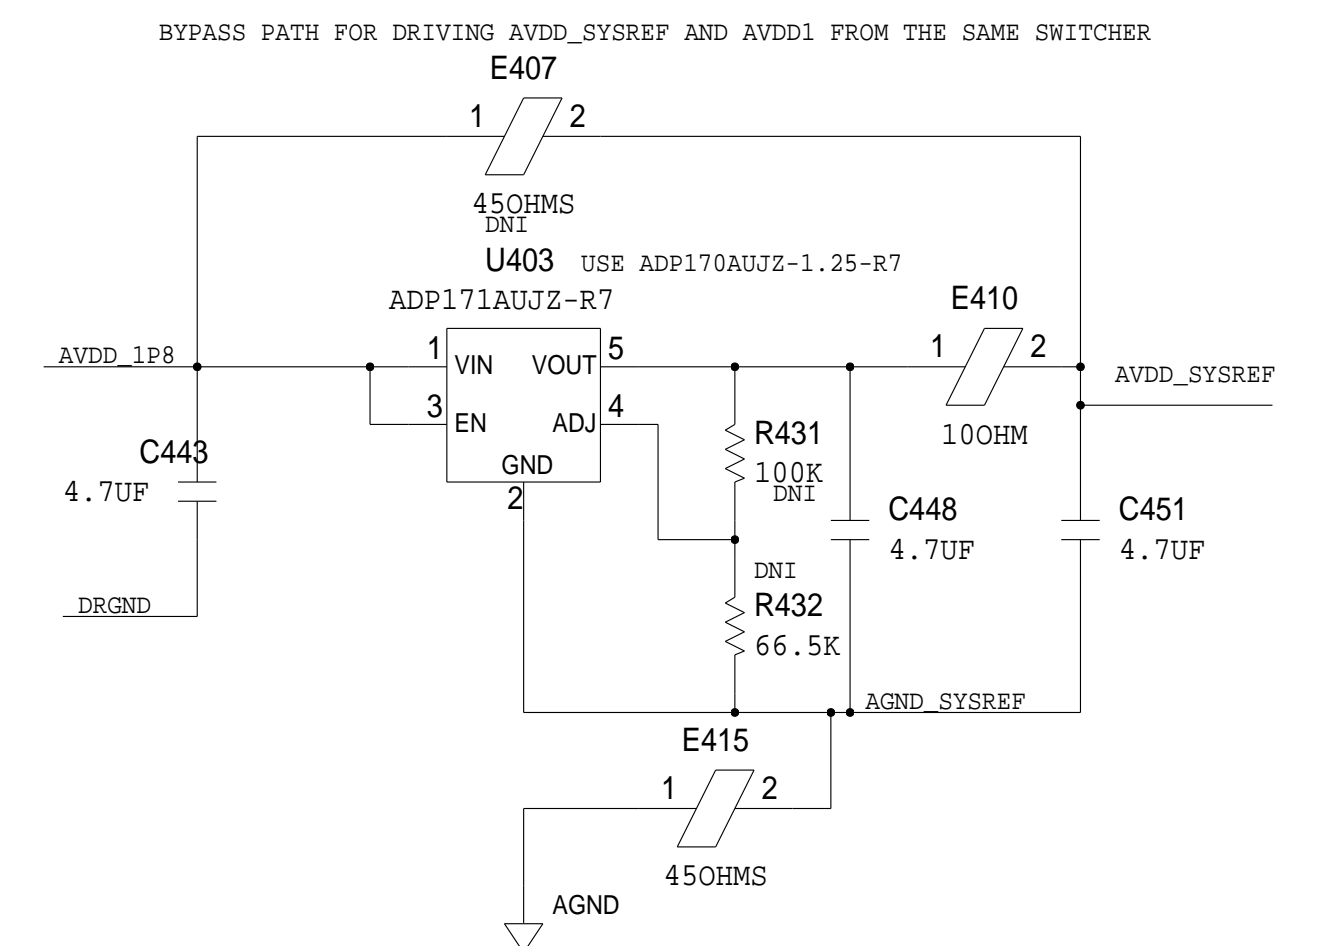 BYPASS PATH FOR DRIVING AVDD_SYSREF AND AVDD1 FROM THE SAME SWITCHER
E407
1 2
45OHMS
DNI
U403 USE ADP170AUJZ-1.25-R7
ADP171AUJZ-R7
E410
1 2
10OHM
AVDD_1P8
1 VIN VOUT 5
3 EN ADJ 4
GND
2
AVDD_SYSREF
C443
4.7UF
R431
100K
DNI
C448
4.7UF
C451
4.7UF
DNI
R432
66.5K
DRGND
AGND_SYSREF
E415
1 2
45OHMS
AGND